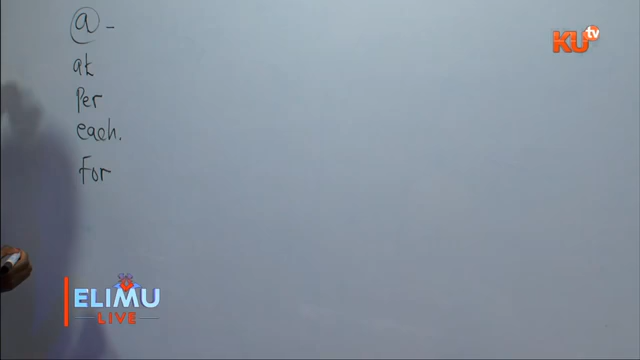 @ -
at
Per
each.
For
KU tv
ELIMU
LIVE